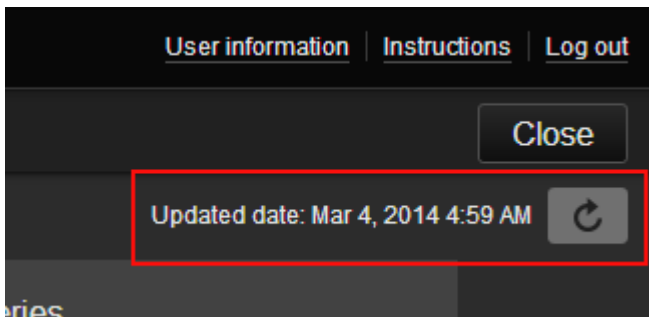 User information Instructions Log out
Close
Updated date: Mar 4, 2014 4:59 AM